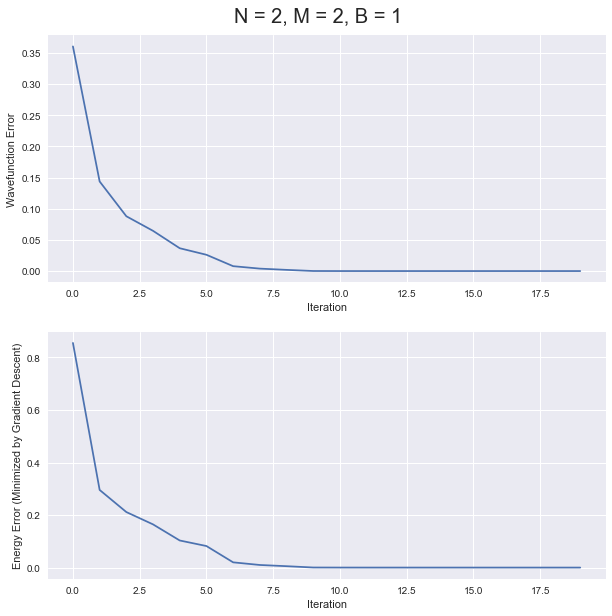 N = 2, M = 2, B = 1
Wavefunction Error
0.35
0.30
0.25
0.20
0.15
0.10
0.05
0.00
0.0 2.5 5.0 7.5 10.0 12.5 15.0 17.5
Iteration
Energy Error (Minimized by Gradient Descent)
0.8
0.6
0.4
0.2
0.0
0.0 2.5 5.0 7.5 10.0 12.5 15.0 17.5
Iteration